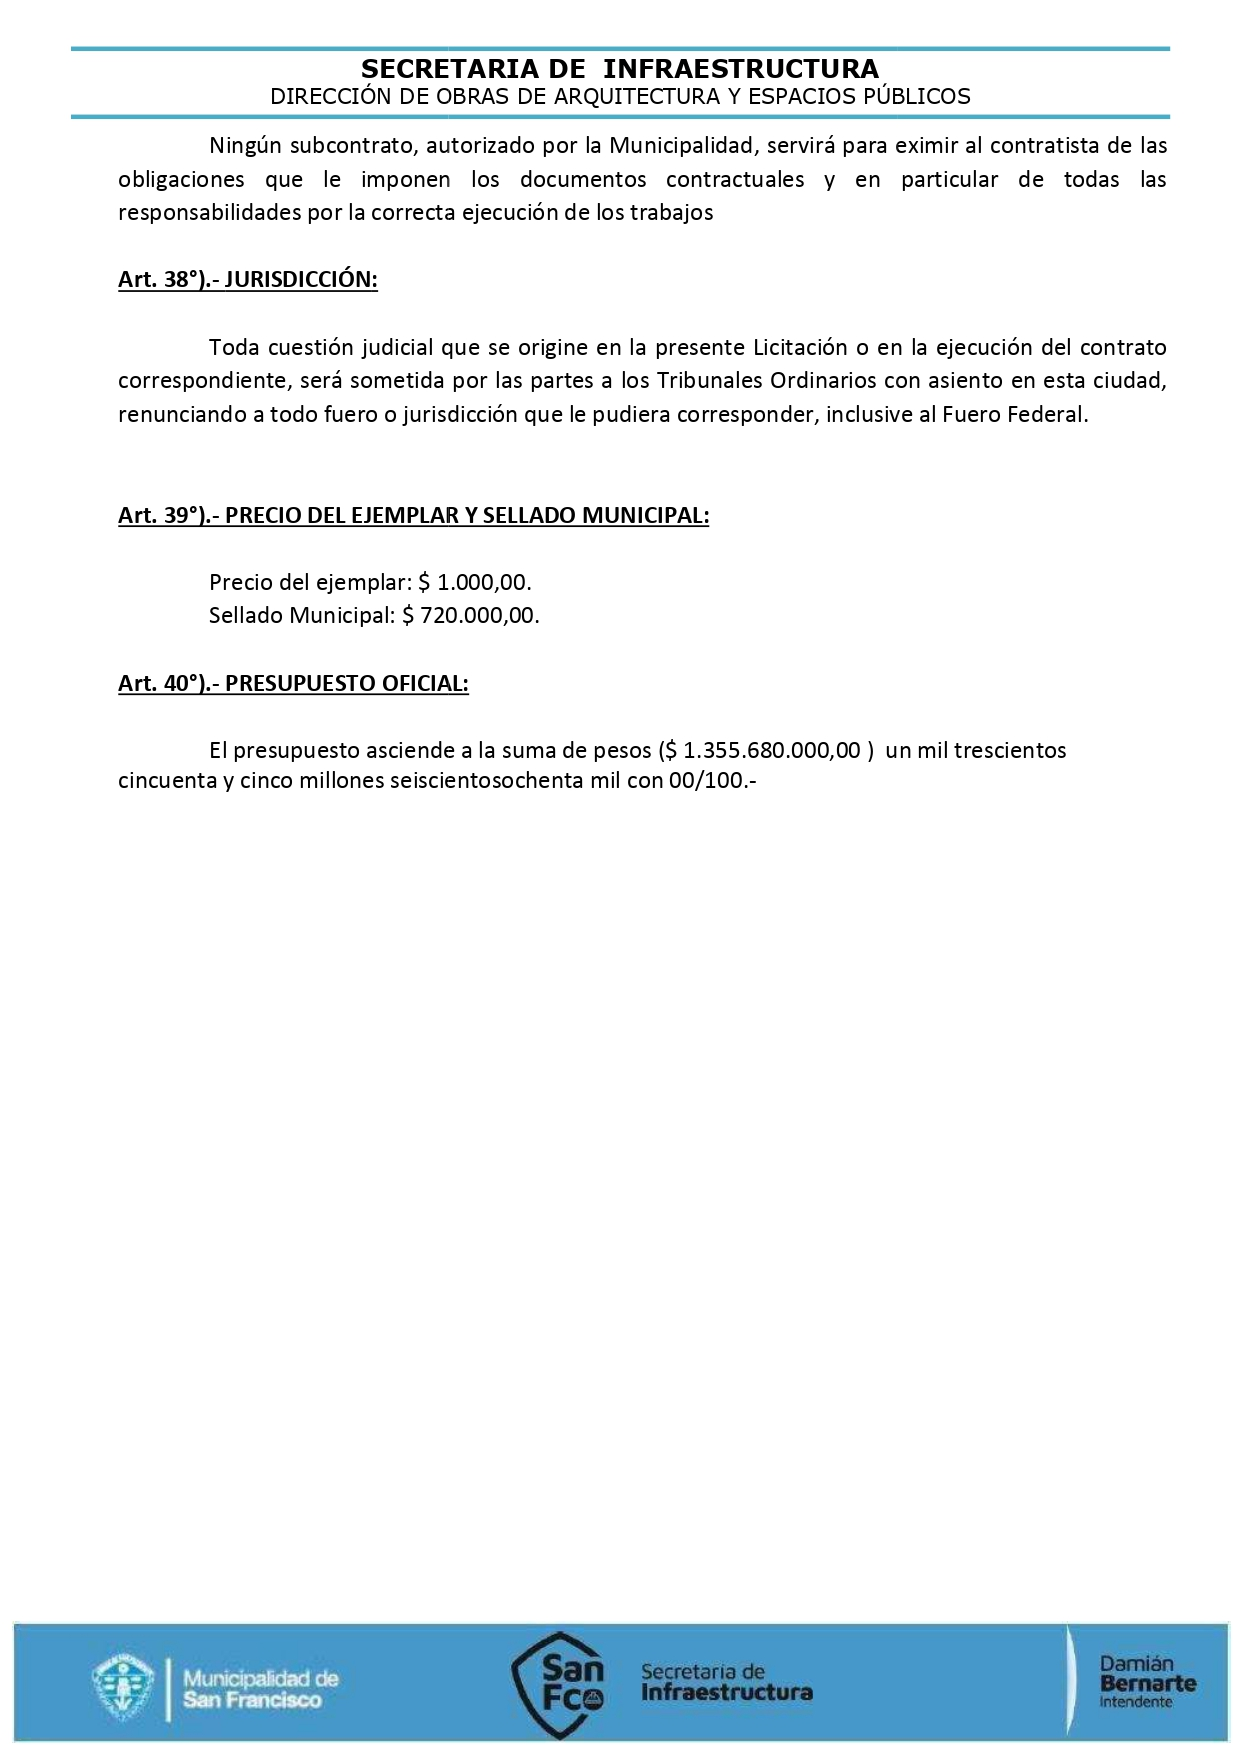 SECRETARIA DE  INFRAESTRUCTURA
DIRECCIÓN DE OBRAS DE ARQUITECTURA Y ESPACIOS PÚBLICOS
Ningún subcontrato, autorizado por la Municipalidad, servirá para eximir al contratista de las
obligaciones que le imponen los documentos contractuales y en particular de todas las
responsabilidades por la correcta ejecución de los trabajos
Art. 38°).- JURISDICCIÓN:
Toda cuestión judicial que se origine en la presente Licitación o en la ejecución del contrato
correspondiente, será sometida por las partes a los Tribunales Ordinarios con asiento en esta ciudad,
renunciando a todo fuero o jurisdicción que le pudiera corresponder, inclusive al Fuero Federal.
Art. 39°).- PRECIO DEL EJEMPLAR Y SELLADO MUNICIPAL:
Precio del ejemplar: $ 1.000,00.
Sellado Municipal: $ 720.000,00.
Art. 40°).- PRESUPUESTO OFICIAL:
El presupuesto asciende a la suma de pesos ($ 1.355.680.000,00 )  un mil trescientos
cincuenta y cinco millones seiscientosochenta mil con 00/100.-
Municipalidad de
San Francisco
San
Fco
Secretaría de
Infraestructura
Damián
Bernarte
Intendente